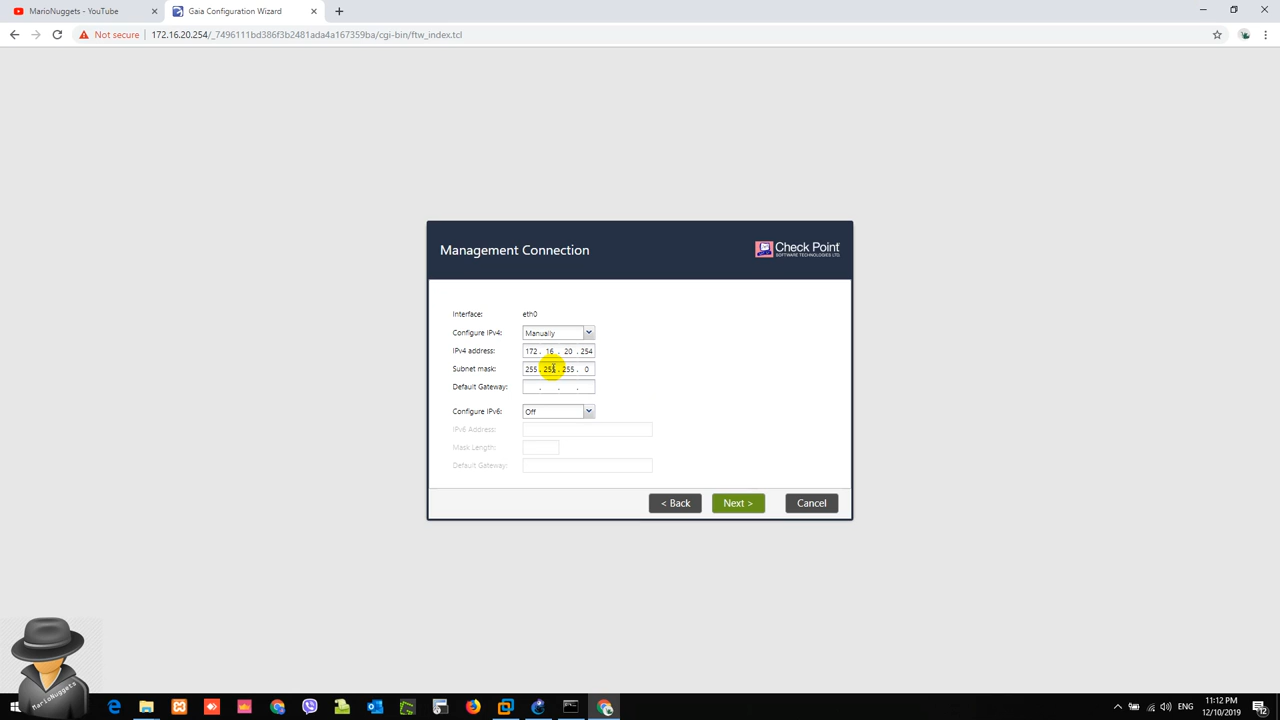 MarioNuggets - YouTube
Gaia Configuration Wizard
Not secure
172.16.20.254/_7496111bd386f3b2481ada4a167359ba/cgi-bin/ftw_index.tcl
Management Connection
Check Point
SOFTWARE TECHNOLOGIES LTD.
Interface: eth0
Configure IPv4: Manually
IPv4 address: 172 . 16 . 20 . 254
Subnet mask: 255 . 255 . 255 . 0
Default Gateway: . . .
Configure IPv6: Off
IPv6 Address:
Mask Length:
Default Gateway:
< Back
Next >
Cancel
MarioNuggets
ENG
11:12 PM
12/10/2019
12